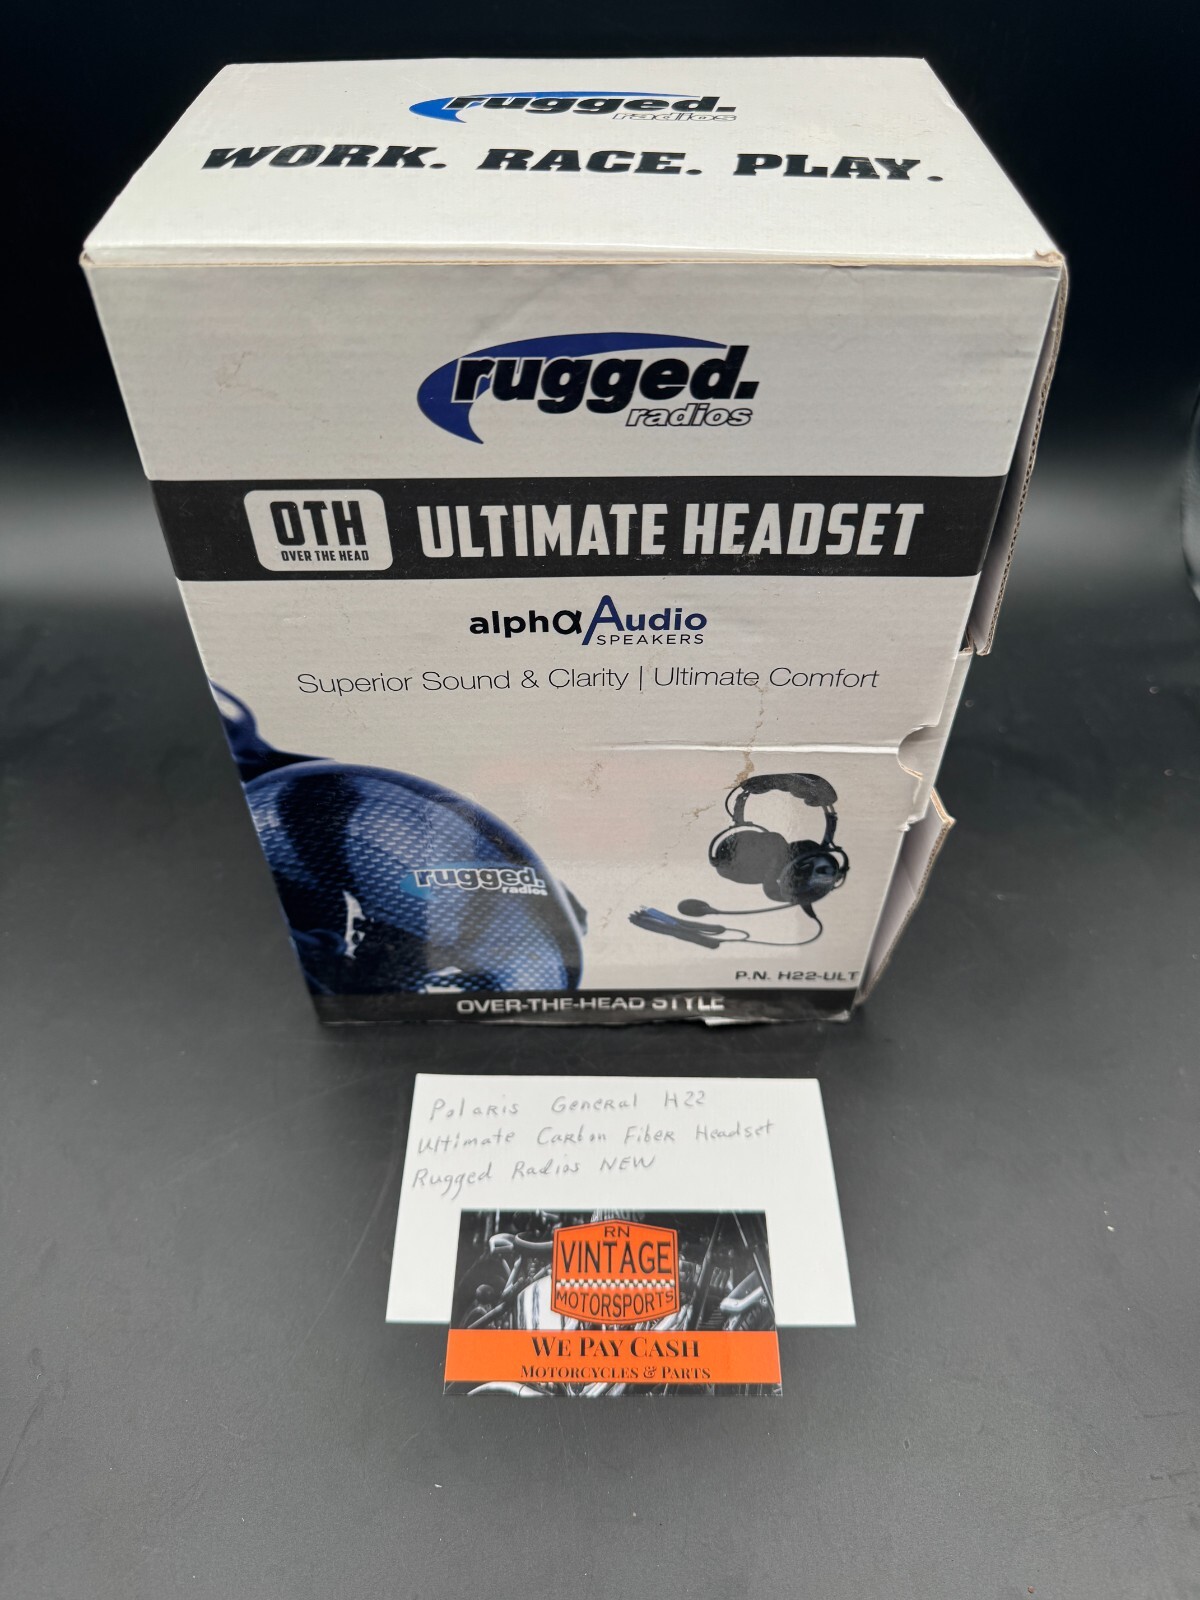 rugged.
radios
WORK. RACE. PLAY.
rugged.
radios
OTH
OVER THE HEAD
ULTIMATE HEADSET
alphα Audio
SPEAKERS
Superior Sound & Clarity | Ultimate Comfort
rugged.
radios
P.N. H22-ULT
OVER-THE-HEAD STYLE
Polaris General H22
Ultimate Carbon Fiber Headset
Rugged Radios NEW
RN
VINTAGE
MOTORSPORTS
WE PAY CASH
MOTORCYCLES & PARTS